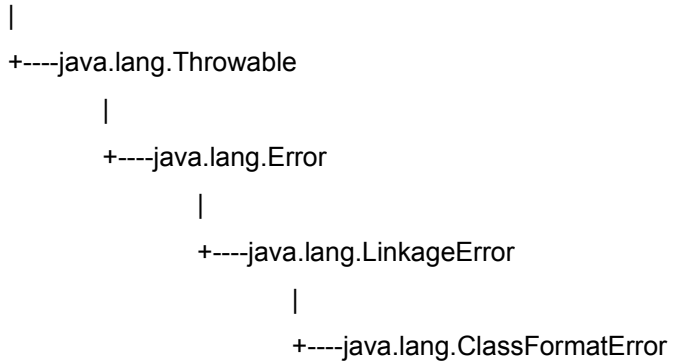 |
+----java.lang.Throwable
|
+----java.lang.Error
|
+----java.lang.LinkageError
|
+----java.lang.ClassFormatError